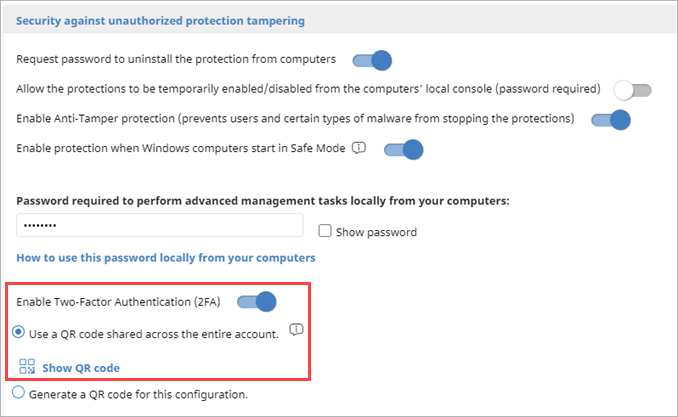 Security against unauthorized protection tampering
Request password to uninstall the protection from computers
Allow the protections to be temporarily enabled/disabled from the computers' local console (password required)
Enable Anti-Tamper protection (prevents users and certain types of malware from stopping the protections)
Enable protection when Windows computers start in Safe Mode
Password required to perform advanced management tasks locally from your computers:
••••••••
Show password
How to use this password locally from your computers
Enable Two-Factor Authentication (2FA)
Use a QR code shared across the entire account.
Show QR code
Generate a QR code for this configuration.